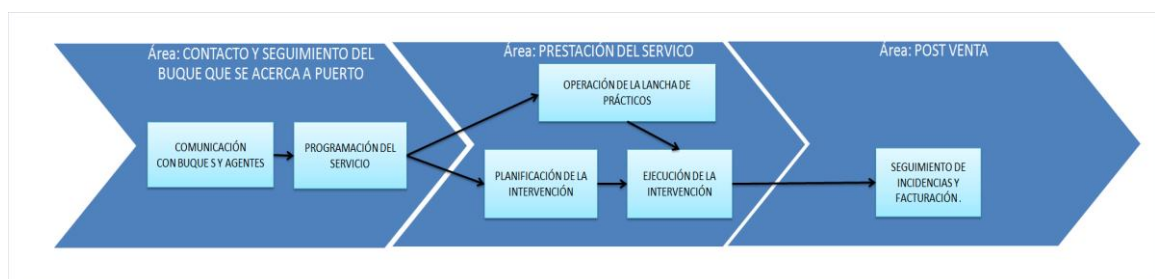 Área: CONTACTO Y SEGUIMIENTO DEL
BUQUE QUE SE ACERCA A PUERTO
COMUNICACIÓN
CON BUQUE S Y AGENTES
PROGRAMACIÓN DEL
SERVICIO
Área: PRESTACIÓN DEL SERVICO
OPERACIÓN DE LA LANCHA DE
PRÁCTICOS
PLANIFICACIÓN DE LA
INTERVENCIÓN
EJECUCIÓN DE LA
INTERVENCIÓN
Área: POST VENTA
SEGUIMIENTO DE
INCIDENCIAS Y
FACTURACIÓN .